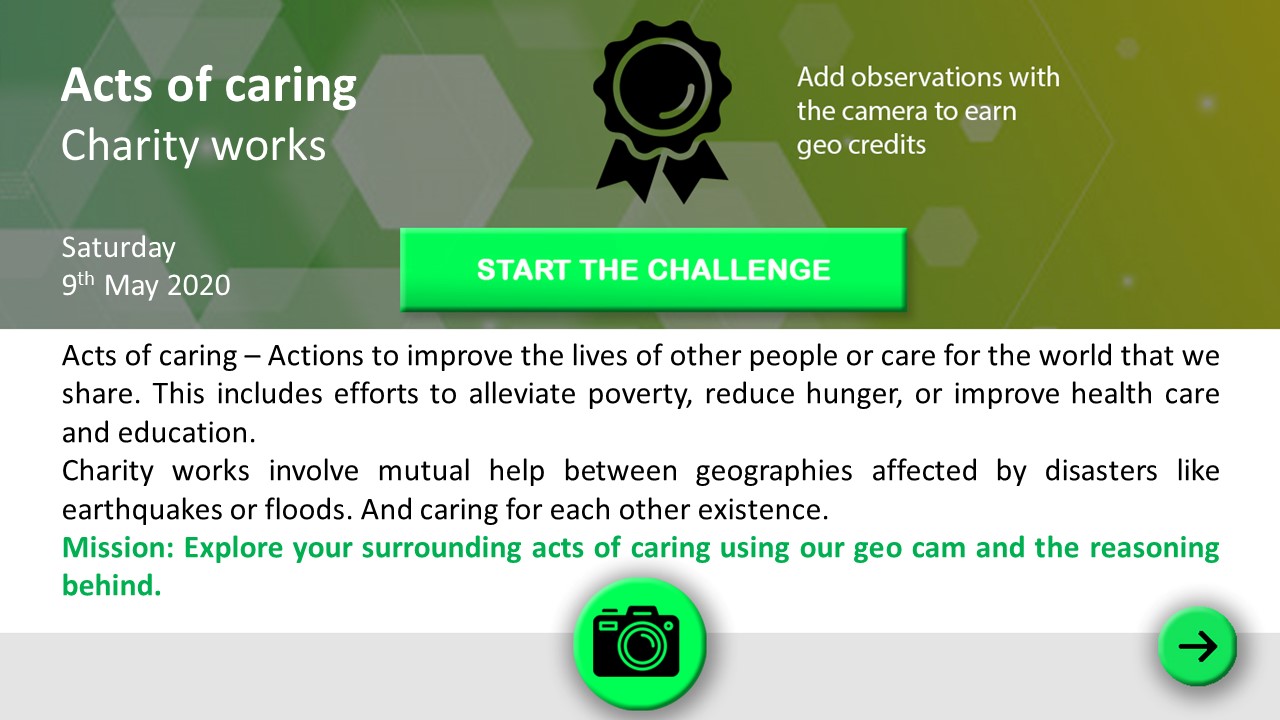 Acts of caring
Charity works
Add observations with
the camera to earn
geo credits
Saturday
9th May 2020
START THE CHALLENGE
Acts of caring – Actions to improve the lives of other people or care for the world that we
share. This includes efforts to alleviate poverty, reduce hunger, or improve health care
and education.
Charity works involve mutual help between geographies affected by disasters like
earthquakes or floods. And caring for each other existence.
Mission: Explore your surrounding acts of caring using our geo cam and the reasoning
behind.